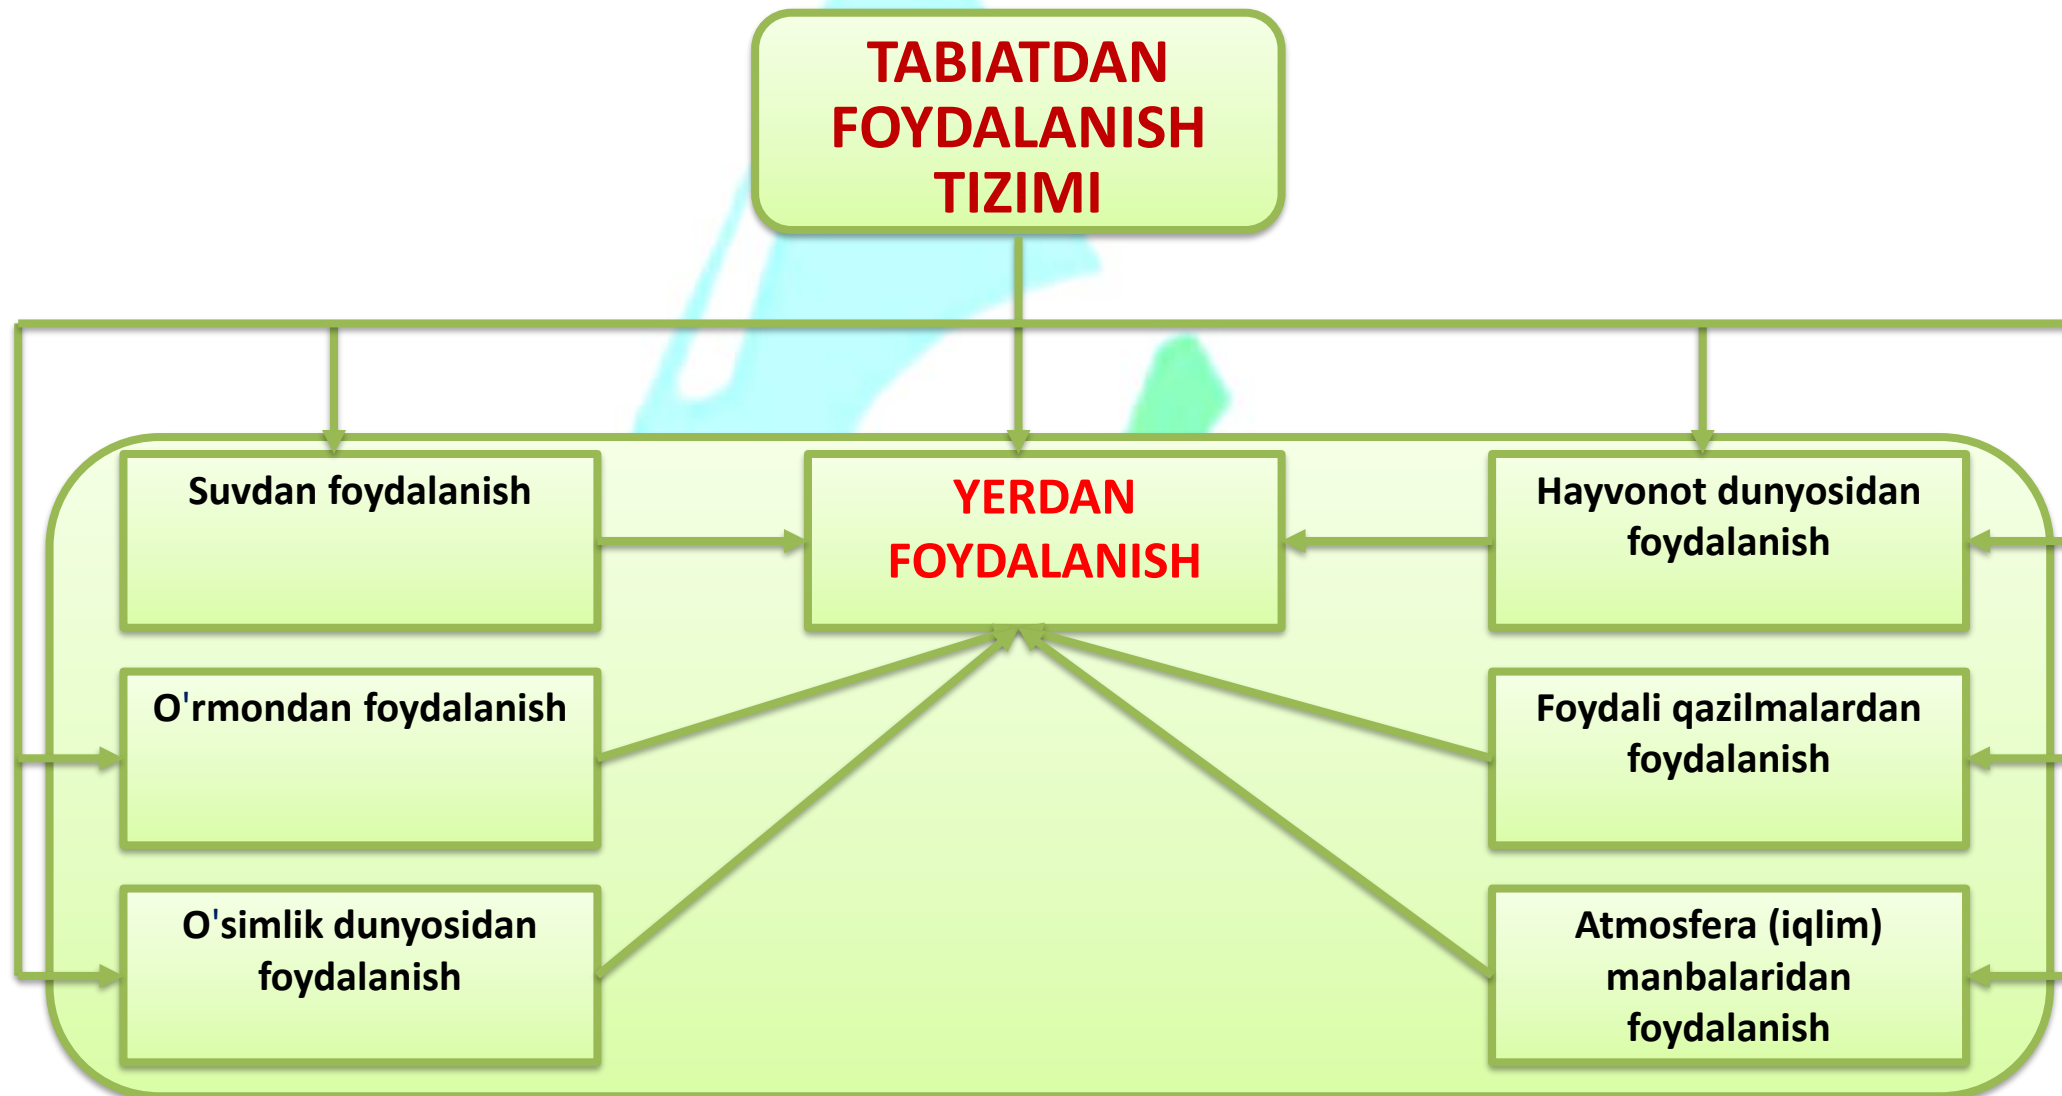 TABIATDAN
FOYDALANISH
TIZIMI
Suvdan foydalanish
YERDAN
FOYDALANISH
Hayvonot dunyosidan
foydalanish
O'rmondan foydalanish
Foydali qazilmalardan
foydalanish
O'simlik dunyosidan
foydalanish
Atmosfera (iqlim)
manbalaridan
foydalanish